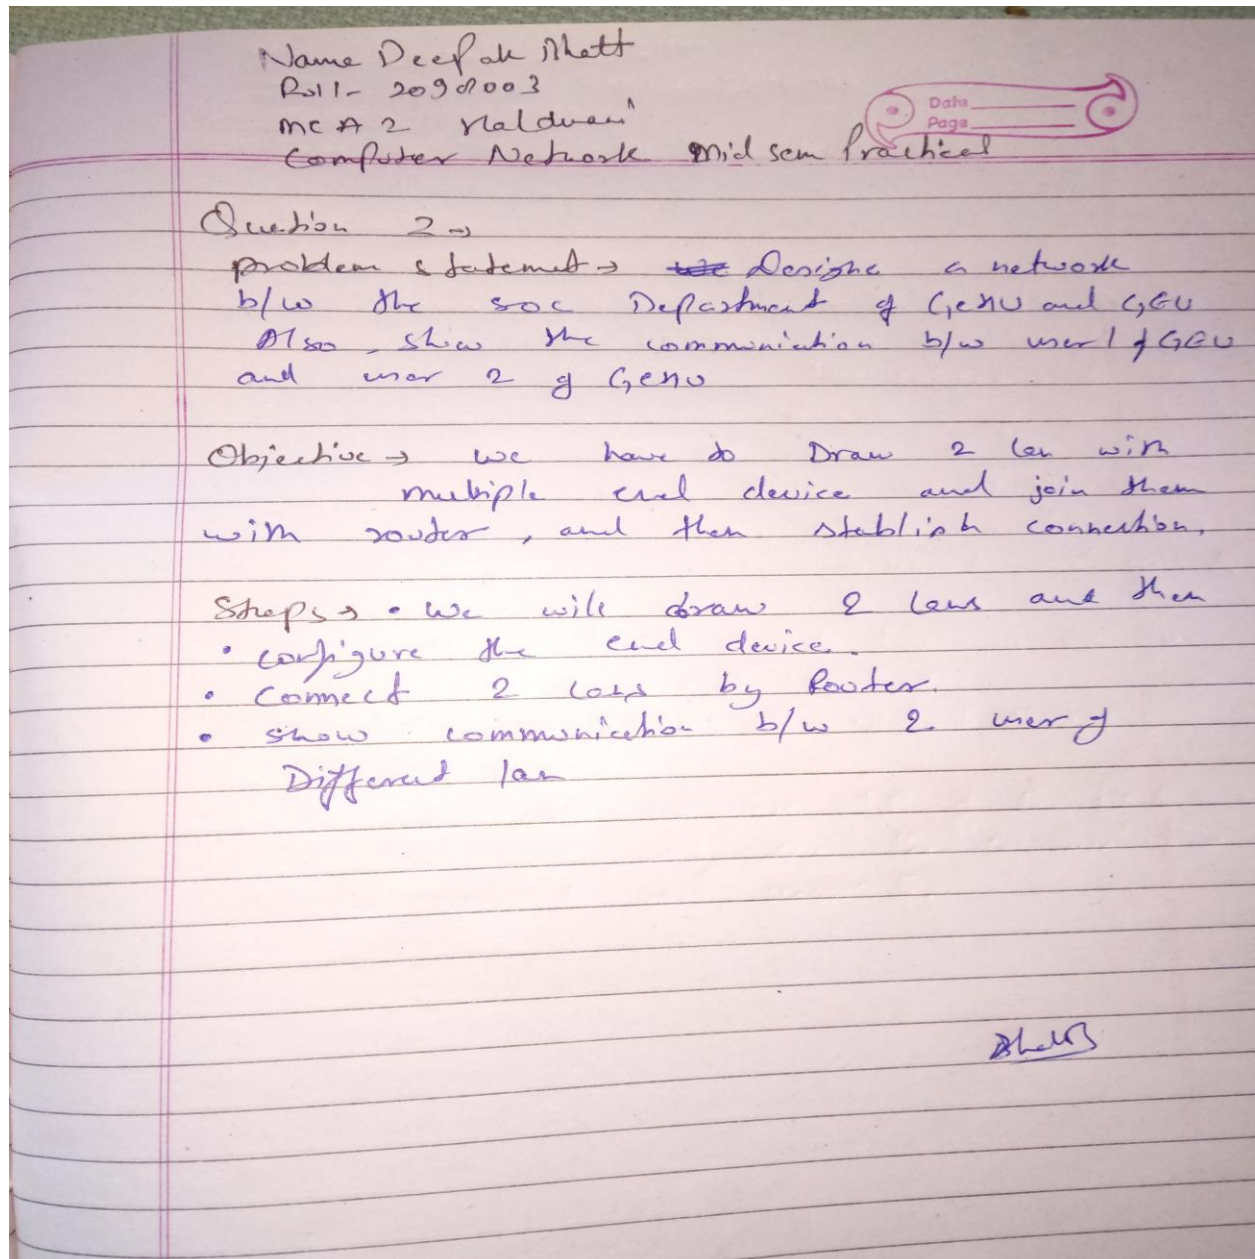 Name Deepak Bhatt
Roll- 2090003
MCA 2 Haldwani
Date
Page
Computer Network Mid sem Practical
Question 2→
problem statemet → Designe a network
b/w the soc Department of GEHU and GEU
Also, show the communiction b/w user 1 of GEU
and user 2 of GEHU
Objective → we have to Draw 2 lan with
multiple end device and join them
with router, and then stablish connection.
Steps → • We will draw 2 lans and then
• configure the end device.
• Connect 2 lans by Router.
• show communication b/w 2 user of
Different lan